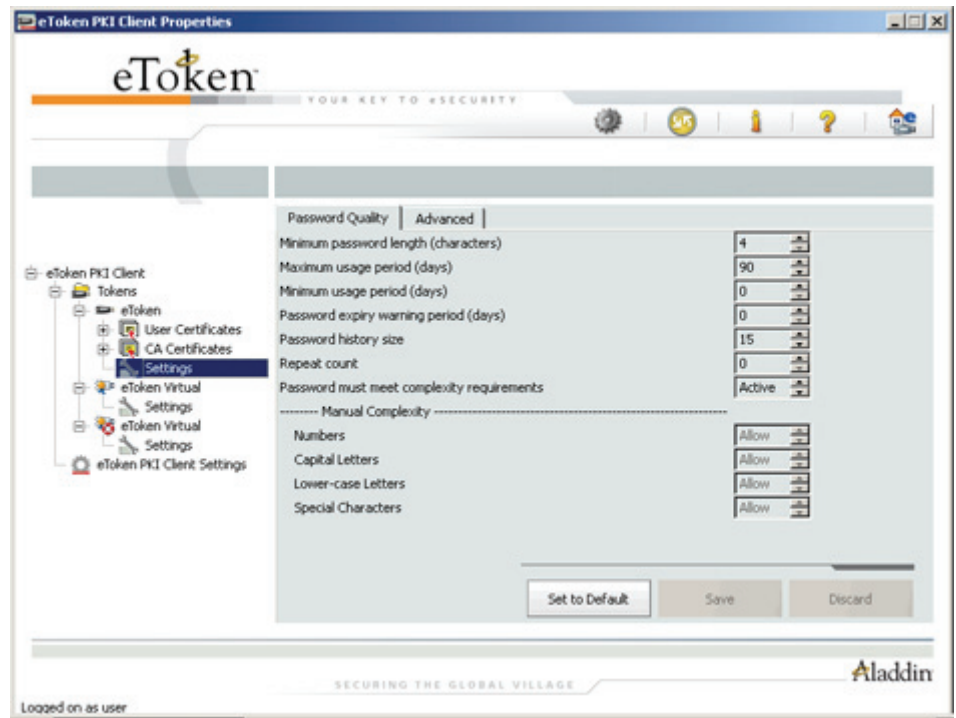 eToken PKI Client Properties
eToken
YOUR KEY TO eSECURITY
SOS
Password Quality
Advanced
Minimum password length (characters)
4
Maximum usage period (days)
90
Minimum usage period (days)
0
Password expiry warning period (days)
0
Password history size
15
Repeat count
0
Password must meet complexity requirements
Active
-------- Manual Complexity --------
Numbers
Allow
Capital Letters
Allow
Lower-case Letters
Allow
Special Characters
Allow
eToken PKI Client
Tokens
eToken
User Certificates
CA Certificates
Settings
eToken Virtual
Settings
eToken Virtual
Settings
eToken PKI Client Settings
Set to Default
Save
Discard
SECURING THE GLOBAL VILLAGE
Aladdin
Logged on as user